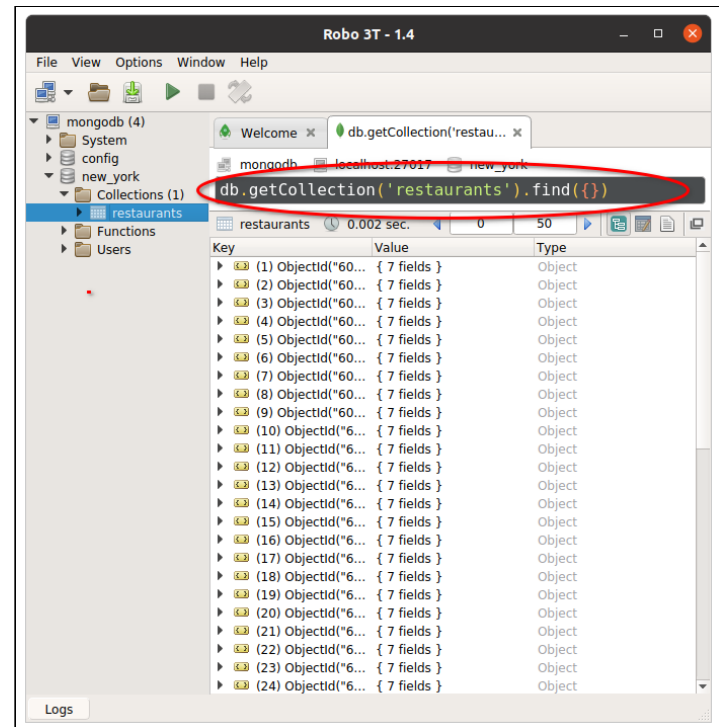 Robo 3T - 1.4
File View Options Window Help
mongodb (4)
System
config
new_york
Collections (1)
restaurants
Functions
Users
Welcome
db.getCollection('restau...
mongodb localhost:27017 new_york
db.getCollection('restaurants').find({})
restaurants 0.002 sec. 0 50
Key Value Type
(1) ObjectId("60... { 7 fields } Object
(2) ObjectId("60... { 7 fields } Object
(3) ObjectId("60... { 7 fields } Object
(4) ObjectId("60... { 7 fields } Object
(5) ObjectId("60... { 7 fields } Object
(6) ObjectId("60... { 7 fields } Object
(7) ObjectId("60... { 7 fields } Object
(8) ObjectId("60... { 7 fields } Object
(9) ObjectId("60... { 7 fields } Object
(10) ObjectId("6... { 7 fields } Object
(11) ObjectId("6... { 7 fields } Object
(12) ObjectId("6... { 7 fields } Object
(13) ObjectId("6... { 7 fields } Object
(14) ObjectId("6... { 7 fields } Object
(15) ObjectId("6... { 7 fields } Object
(16) ObjectId("6... { 7 fields } Object
(17) ObjectId("6... { 7 fields } Object
(18) ObjectId("6... { 7 fields } Object
(19) ObjectId("6... { 7 fields } Object
(20) ObjectId("6... { 7 fields } Object
(21) ObjectId("6... { 7 fields } Object
(22) ObjectId("6... { 7 fields } Object
(23) ObjectId("6... { 7 fields } Object
(24) ObjectId("6... { 7 fields } Object
Logs